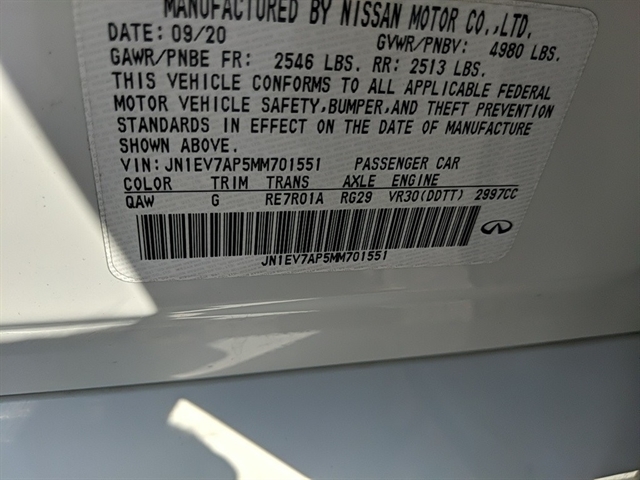 MANUFACTURED BY NISSAN MOTOR CO.,LTD.
DATE: 09/20 GVWR/PNBV: 4980 LBS.
GAWR/PNBE FR: 2546 LBS. RR: 2513 LBS.
THIS VEHICLE CONFORMS TO ALL APPLICABLE FEDERAL
MOTOR VEHICLE SAFETY,BUMPER,AND THEFT PREVENTION
STANDARDS IN EFFECT ON THE DATE OF MANUFACTURE
SHOWN ABOVE.
VIN: JN1EV7AP5MM701551 PASSENGER CAR
COLOR TRIM TRANS AXLE ENGINE
QAW G RE7R01A RG29 VR30(DDTT) 2997CC
JN1EV7AP5MM701551